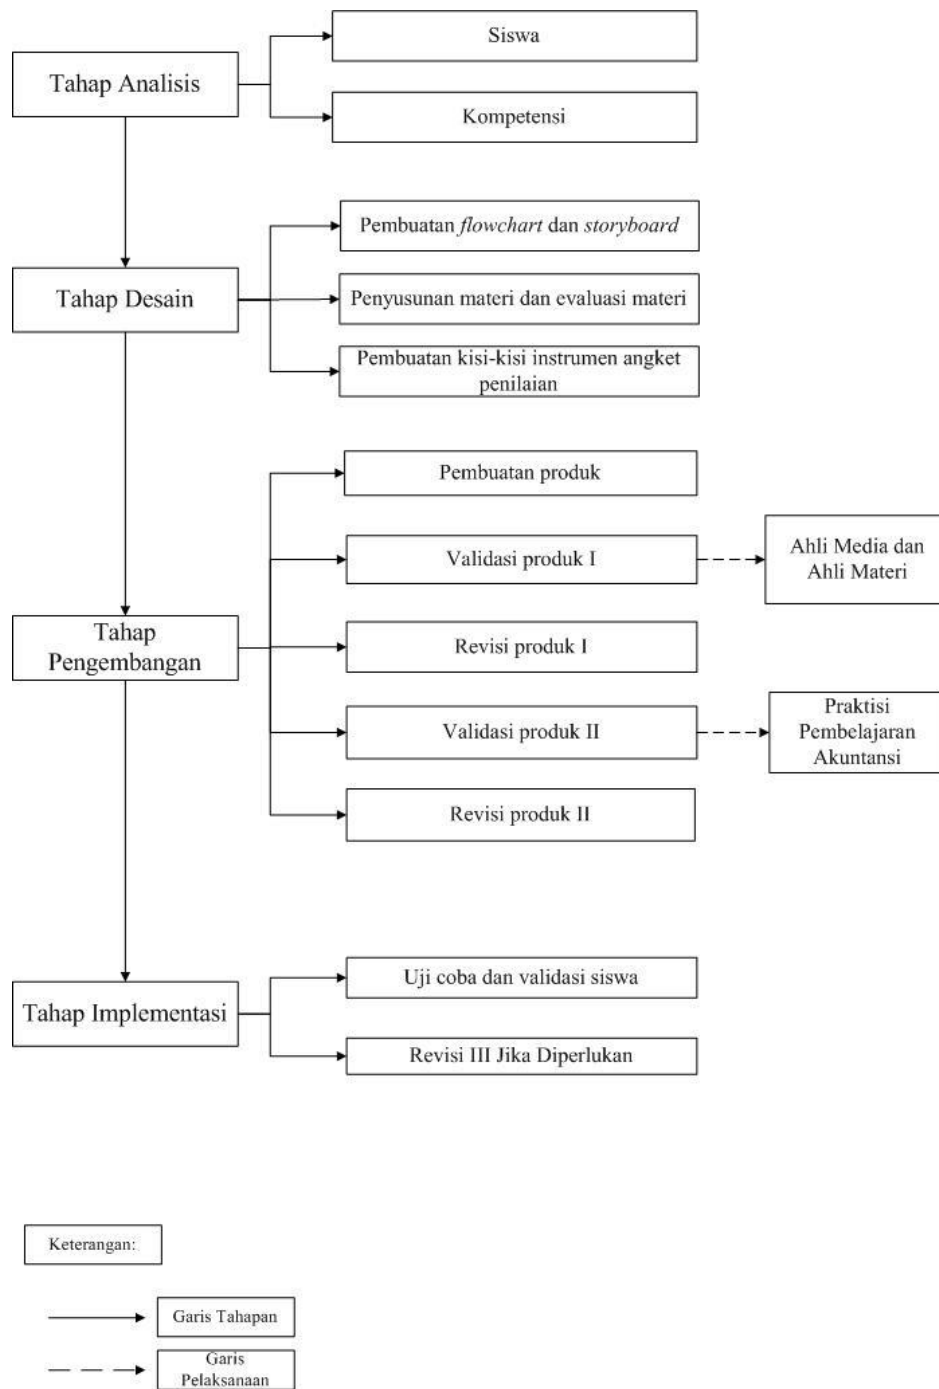 Siswa
Tahap Analisis
Kompetensi
Pembuatan flowchart dan storyboard
Tahap Desain
Penyusunan materi dan evaluasi materi
Pembuatan kisi-kisi instrumen angket
penilaian
Pembuatan produk
Validasi produk I
Ahli Media dan
Ahli Materi
Tahap
Pengembangan
Revisi produk I
Validasi produk II
Praktisi
Pembelajaran
Akuntansi
Revisi produk II
Uji coba dan validasi siswa
Tahap Implementasi
Revisi III Jika Diperlukan
Keterangan:
Garis Tahapan
Garis
Pelaksanaan